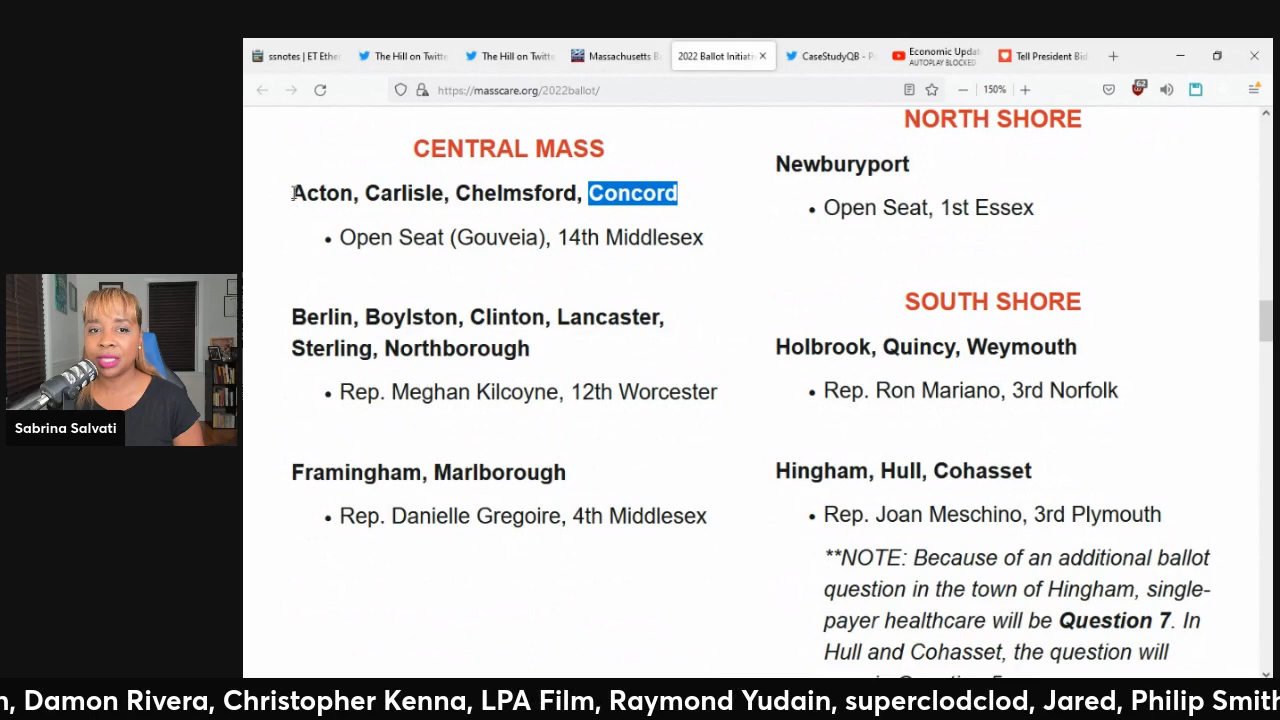 ssnotes | ET Ether
The Hill on Twitte
The Hill on Twitte
Massachusetts B
2022 Ballot Initiati
CaseStudyQB - P
Economic Updat
AUTOPLAY BLOCKED
Tell President Bid
https://masscare.org/2022ballot/
150%
62
CENTRAL MASS
Acton, Carlisle, Chelmsford, Concord
• Open Seat (Gouveia), 14th Middlesex
Berlin, Boylston, Clinton, Lancaster,
Sterling, Northborough
• Rep. Meghan Kilcoyne, 12th Worcester
Framingham, Marlborough
• Rep. Danielle Gregoire, 4th Middlesex
NORTH SHORE
Newburyport
• Open Seat, 1st Essex
SOUTH SHORE
Holbrook, Quincy, Weymouth
• Rep. Ron Mariano, 3rd Norfolk
Hingham, Hull, Cohasset
• Rep. Joan Meschino, 3rd Plymouth
**NOTE: Because of an additional ballot
question in the town of Hingham, single-
payer healthcare will be Question 7. In
Hull and Cohasset, the question will
Sabrina Salvati
n, Damon Rivera, Christopher Kenna, LPA Film, Raymond Yudain, superclodclod, Jared, Philip Smith